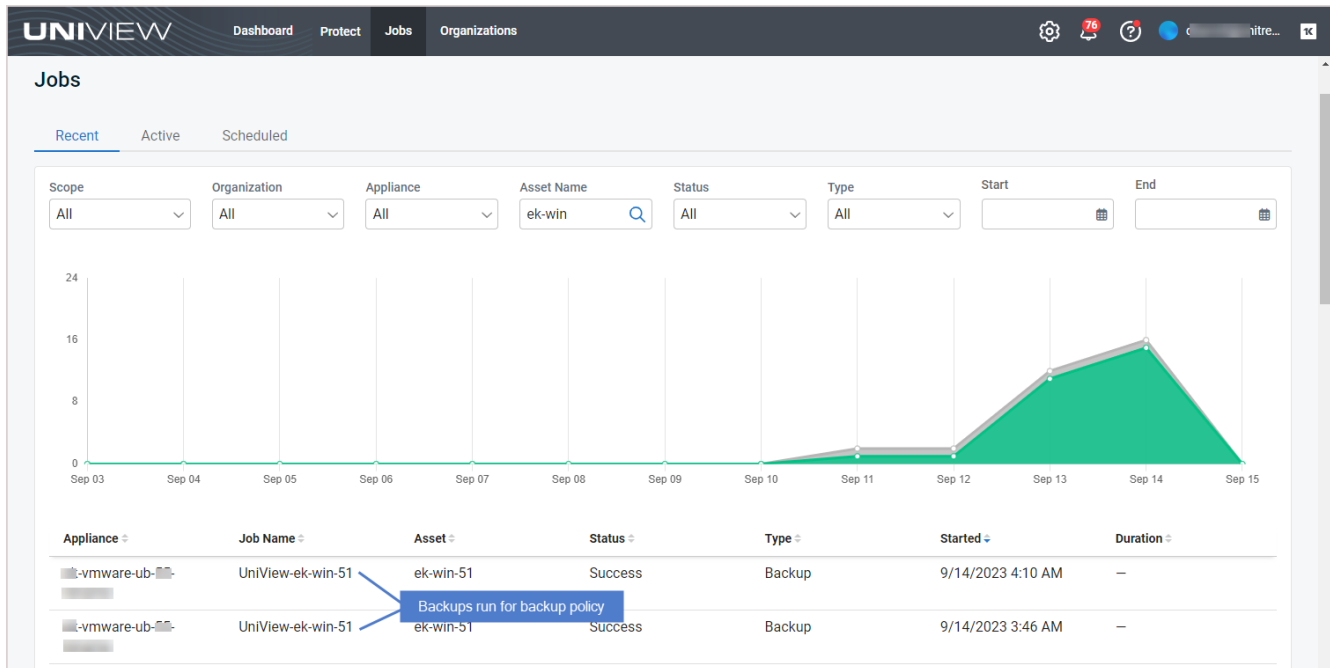 UNIVIEW Dashboard Protect Jobs Organizations 76 nitre...
Jobs
Recent Active Scheduled
Scope Organization Appliance Asset Name Status Type Start End
All All All ek-win All All
24
16
8
0
Sep 03 Sep 04 Sep 05 Sep 06 Sep 07 Sep 08 Sep 09 Sep 10 Sep 11 Sep 12 Sep 13 Sep 14 Sep 15
Appliance Job Name Asset Status Type Started Duration
-vmware-ub- UniView-ek-win-51 ek-win-51 Success Backup 9/14/2023 4:10 AM —
Backups run for backup policy
-vmware-ub- UniView-ek-win-51 ek-win-51 Success Backup 9/14/2023 3:46 AM —